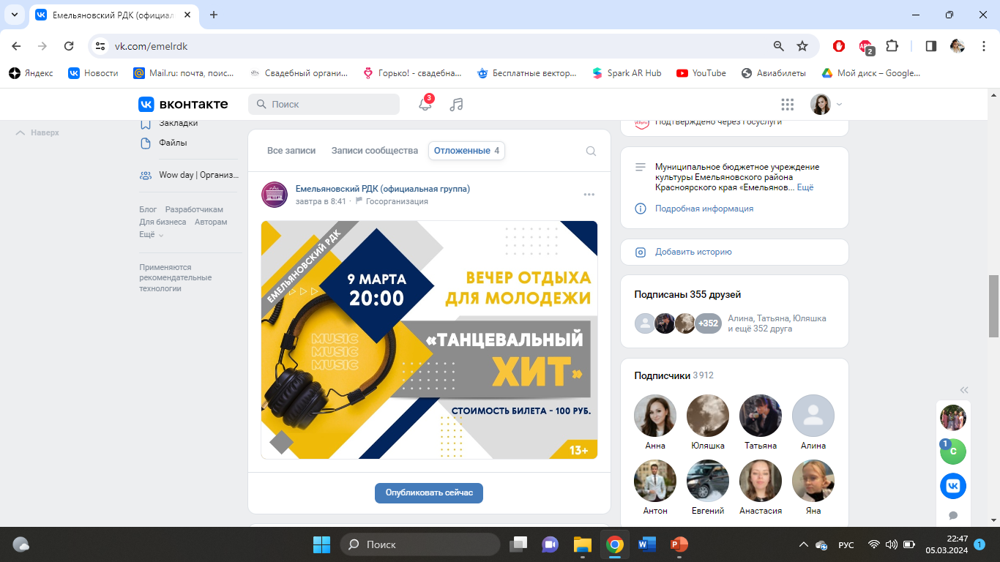 Емельяновский РДК (официал
vk.com/emelrdk
2
Яндекс
Новости
Mail.ru: почта, поис...
Свадебный органи...
Горько! - свадебна...
Бесплатные вектор...
Spark AR Hub
YouTube
Авиабилеты
Мой диск – Google...
вконтакте
Поиск
3
Наверх
Закладки
Файлы
Wow day | Организ...
Блог Разработчикам
Для бизнеса Авторам
Ещё
Применяются
рекомендательные
технологии
Все записи Записи сообщества Отложенные 4
Емельяновский РДК (официальная группа)
завтра в 8:41 · Госорганизация
ЕМЕЛЬЯНОВСКИЙ РДК
9 МАРТА
20:00
ВЕЧЕР ОТДЫХА
ДЛЯ МОЛОДЕЖИ
MUSIC
MUSIC
MUSIC
«ТАНЦЕВАЛЬНЫЙ
ХИТ»
СТОИМОСТЬ БИЛЕТА - 100 РУБ.
13+
Опубликовать сейчас
Подтверждено через Госуслуги
Муниципальное бюджетное учреждение
культуры Емельяновского района
Красноярского края «Емельянов... Ещё
Подробная информация
Добавить историю
Подписаны 355 друзей
+352
Алина, Татьяна, Юляшка
и ещё 352 друга
Подписчики 3 912
Анна Юляшка Татьяна Алина
Антон Евгений Анастасия Яна
1
С
Поиск
РУС
22:47
05.03.2024
1